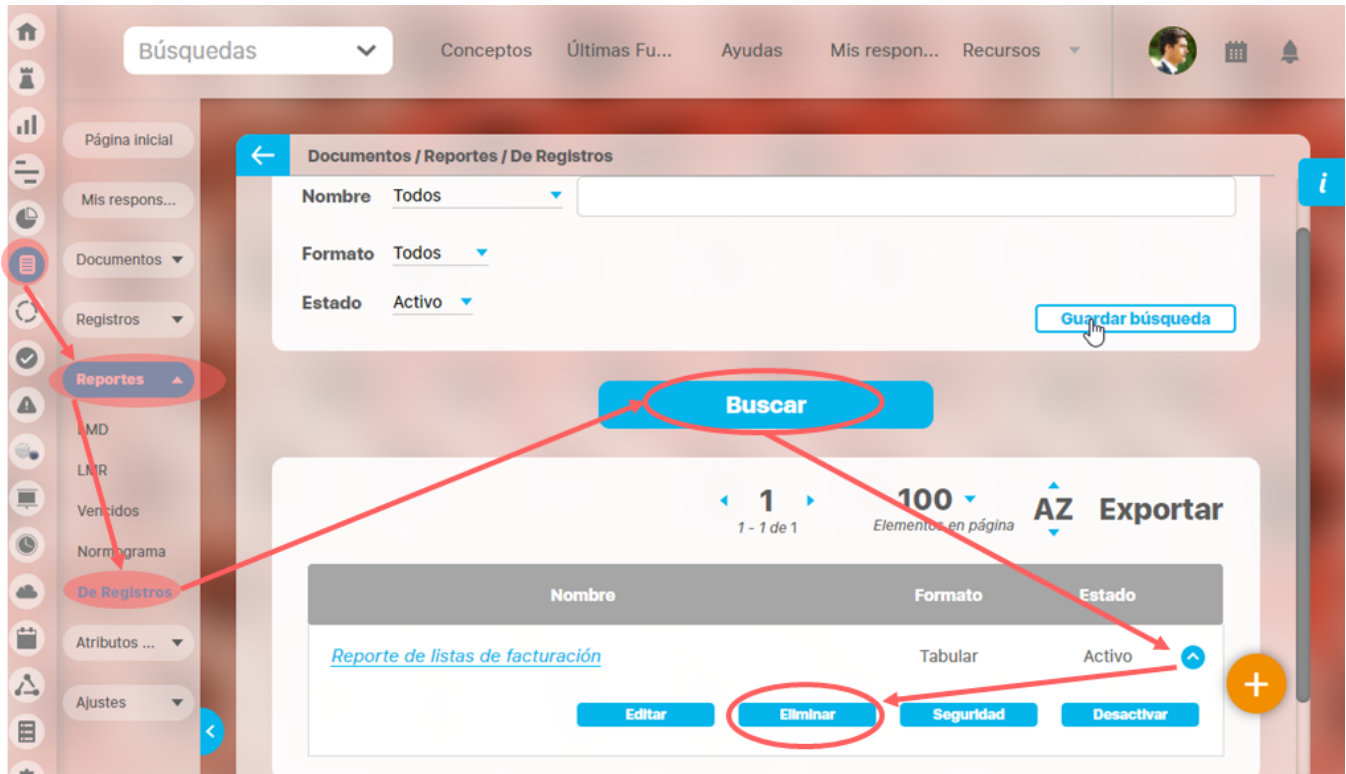 Búsquedas
Conceptos
Últimas Fu...
Ayudas
Mis respon...
Recursos
Página inicial
Mis respons...
Documentos
Registros
Reportes
LMD
LMR
Vencidos
Normograma
De Registros
Atributos ...
Ajustes
Documentos / Reportes / De Registros
i
Nombre Todos
Formato Todos
Estado Activo
Guardar búsqueda
Buscar
1
1 - 1 de 1
100
Elementos en página
AZ
Exportar
Nombre Formato Estado
Reporte de listas de facturación Tabular Activo
Editar Eliminar Seguridad Desactivar
+